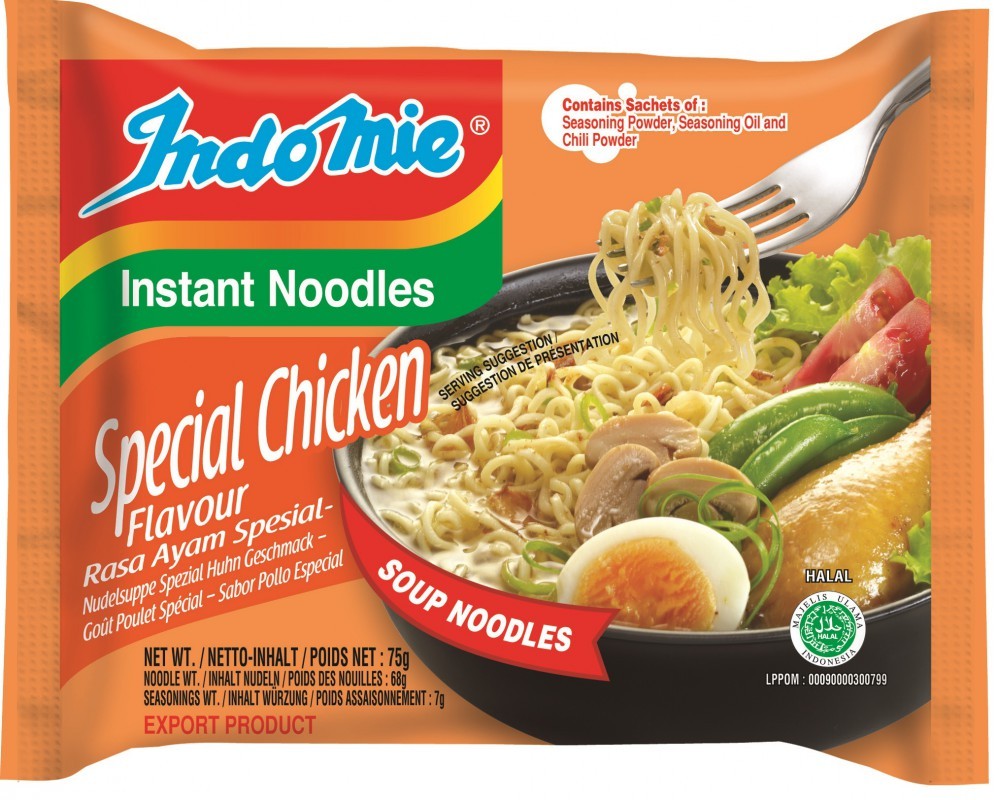 Indomie®
Instant Noodles
Contains Sachets of :
Seasoning Powder, Seasoning Oil and
Chili Powder
SERVING SUGGESTION /
SUGGESTION DE PRÉSENTATION
Special Chicken
Flavour
Rasa Ayam Spesial-
Nudelsuppe Spezial Huhn Geschmack –
Goût Poulet Spécial – Sabor Pollo Especial
SOUP NOODLES
NET WT. / NETTO-INHALT / POIDS NET : 75g
NOODLE WT. / INHALT NUDELN / POIDS DES NOUILLES : 68g
SEASONINGS WT. / INHALT WÜRZUNG / POIDS ASSAISONNEMENT : 7g
EXPORT PRODUCT
HALAL
MAJELIS ULAMA
حلال
HALAL
INDONESIA
LPPOM : 00090000300799